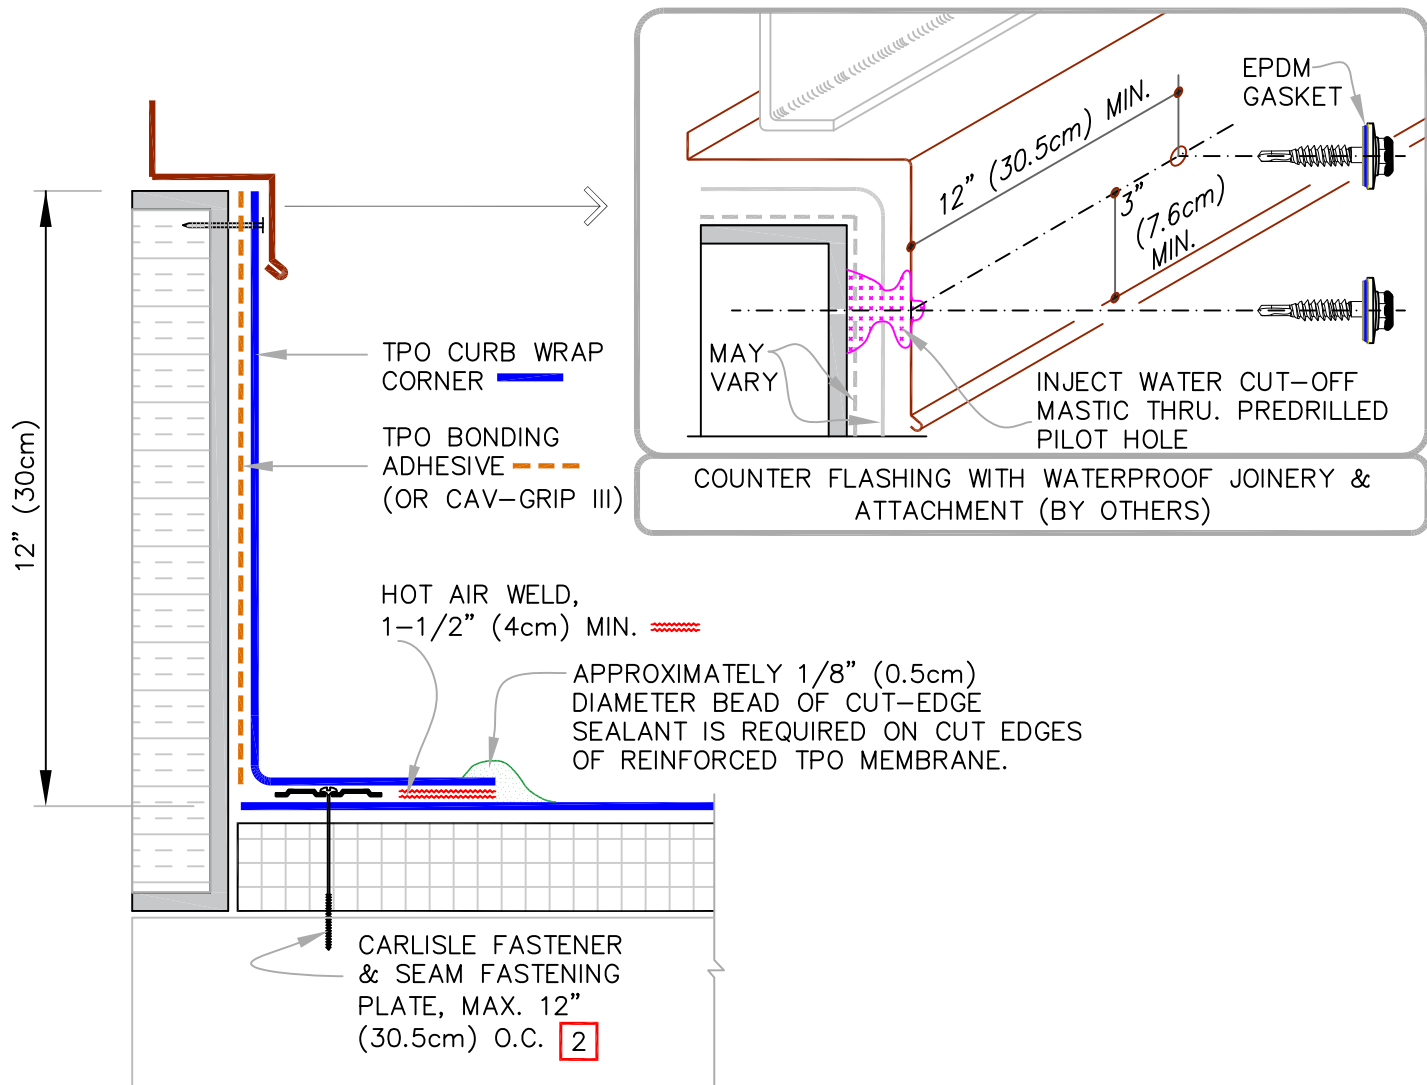 12" (30cm)
TPO CURB WRAP
CORNER
TPO BONDING
ADHESIVE
(OR CAV-GRIP III)
HOT AIR WELD,
1-1/2" (4cm) MIN.
APPROXIMATELY 1/8" (0.5cm)
DIAMETER BEAD OF CUT-EDGE
SEALANT IS REQUIRED ON CUT EDGES
OF REINFORCED TPO MEMBRANE.
CARLISLE FASTENER
& SEAM FASTENING
PLATE, MAX. 12"
(30.5cm) O.C. 2
EPDM
GASKET
12" (30.5cm) MIN.
3"
(7.6cm)
MIN.
MAY
VARY
INJECT WATER CUT-OFF
MASTIC THRU. PREDRILLED
PILOT HOLE
COUNTER FLASHING WITH WATERPROOF JOINERY &
ATTACHMENT (BY OTHERS)